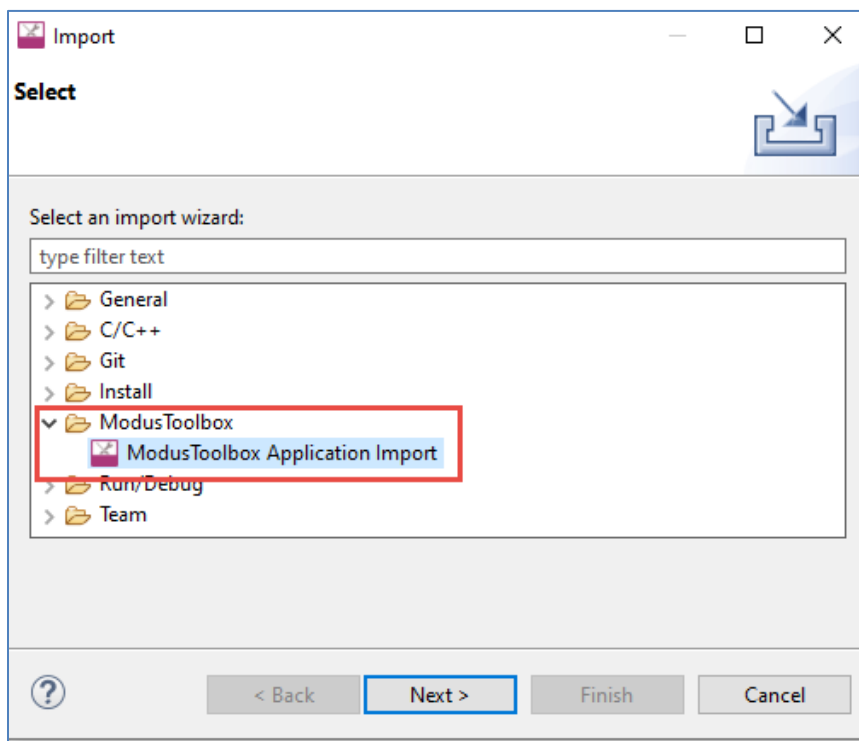 Import
Select
Select an import wizard:
type filter text
General
C/C++
Git
Install
ModusToolbox
ModusToolbox Application Import
Run/Debug
Team
< Back
Next >
Finish
Cancel